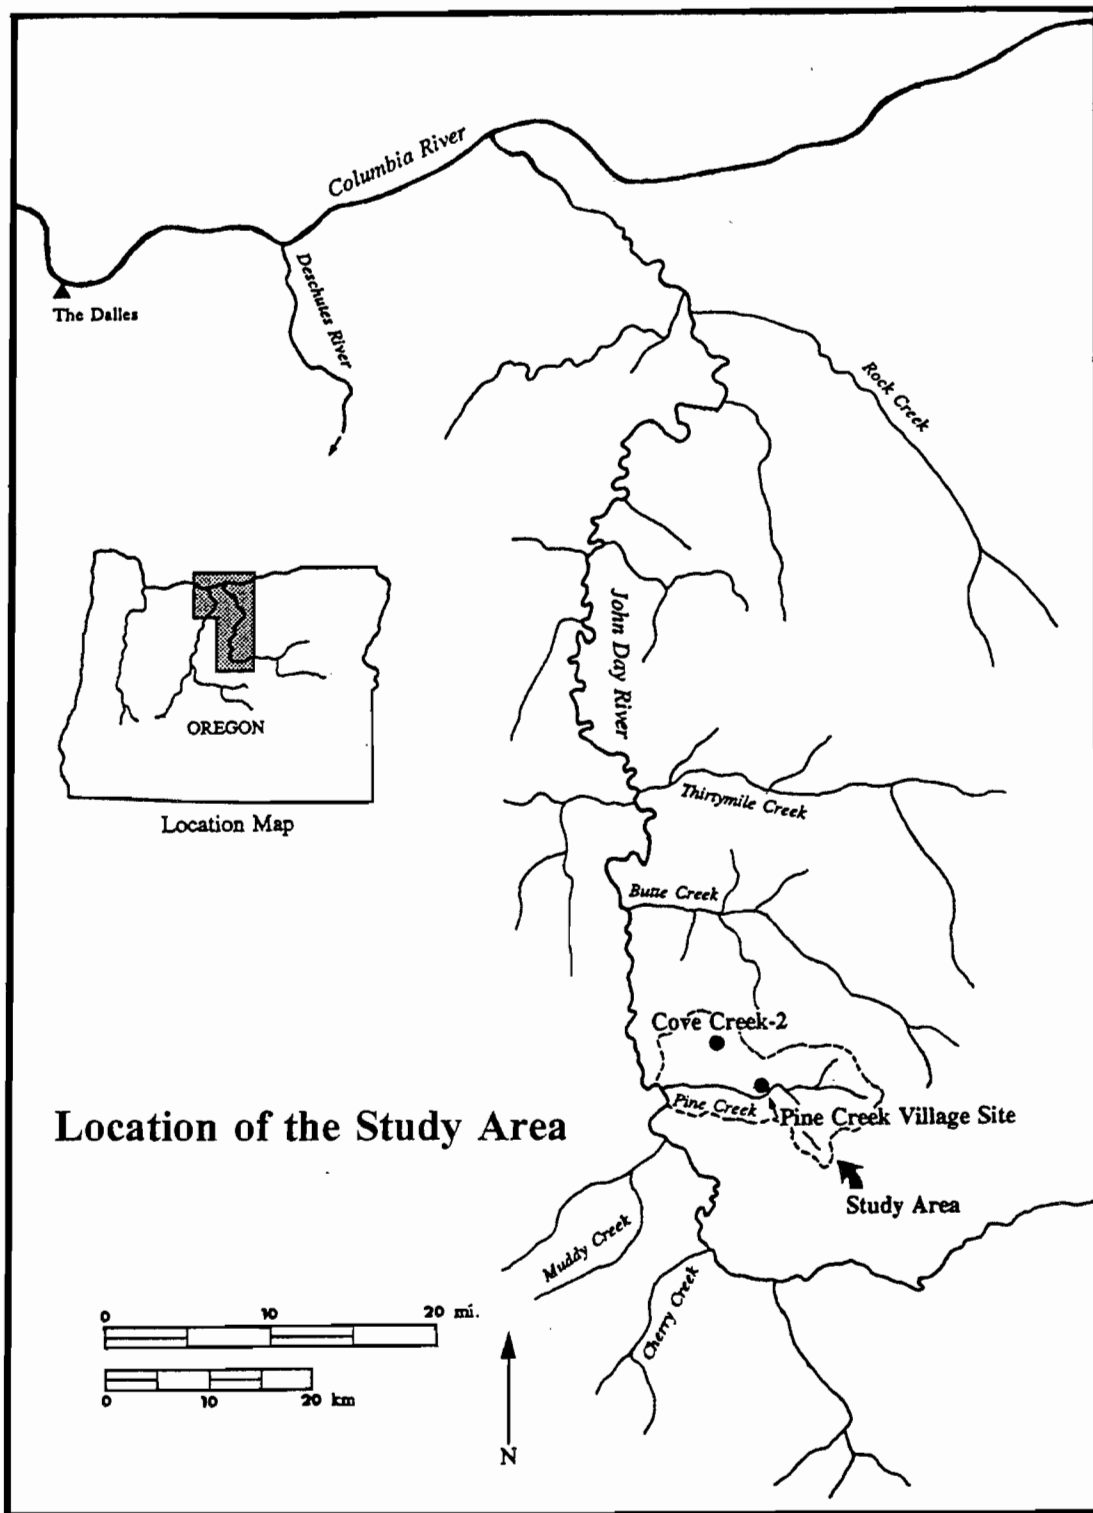 Columbia River
Deschutes River
The Dalles
Rock Creek
John Day River
OREGON
Location Map
Thirtymile Creek
Butte Creek
Cove Creek-2
Pine Creek
Pine Creek Village Site
Location of the Study Area
Study Area
Muddy Creek
Cherry Creek
0 10 20 mi.
0 10 20 km
N